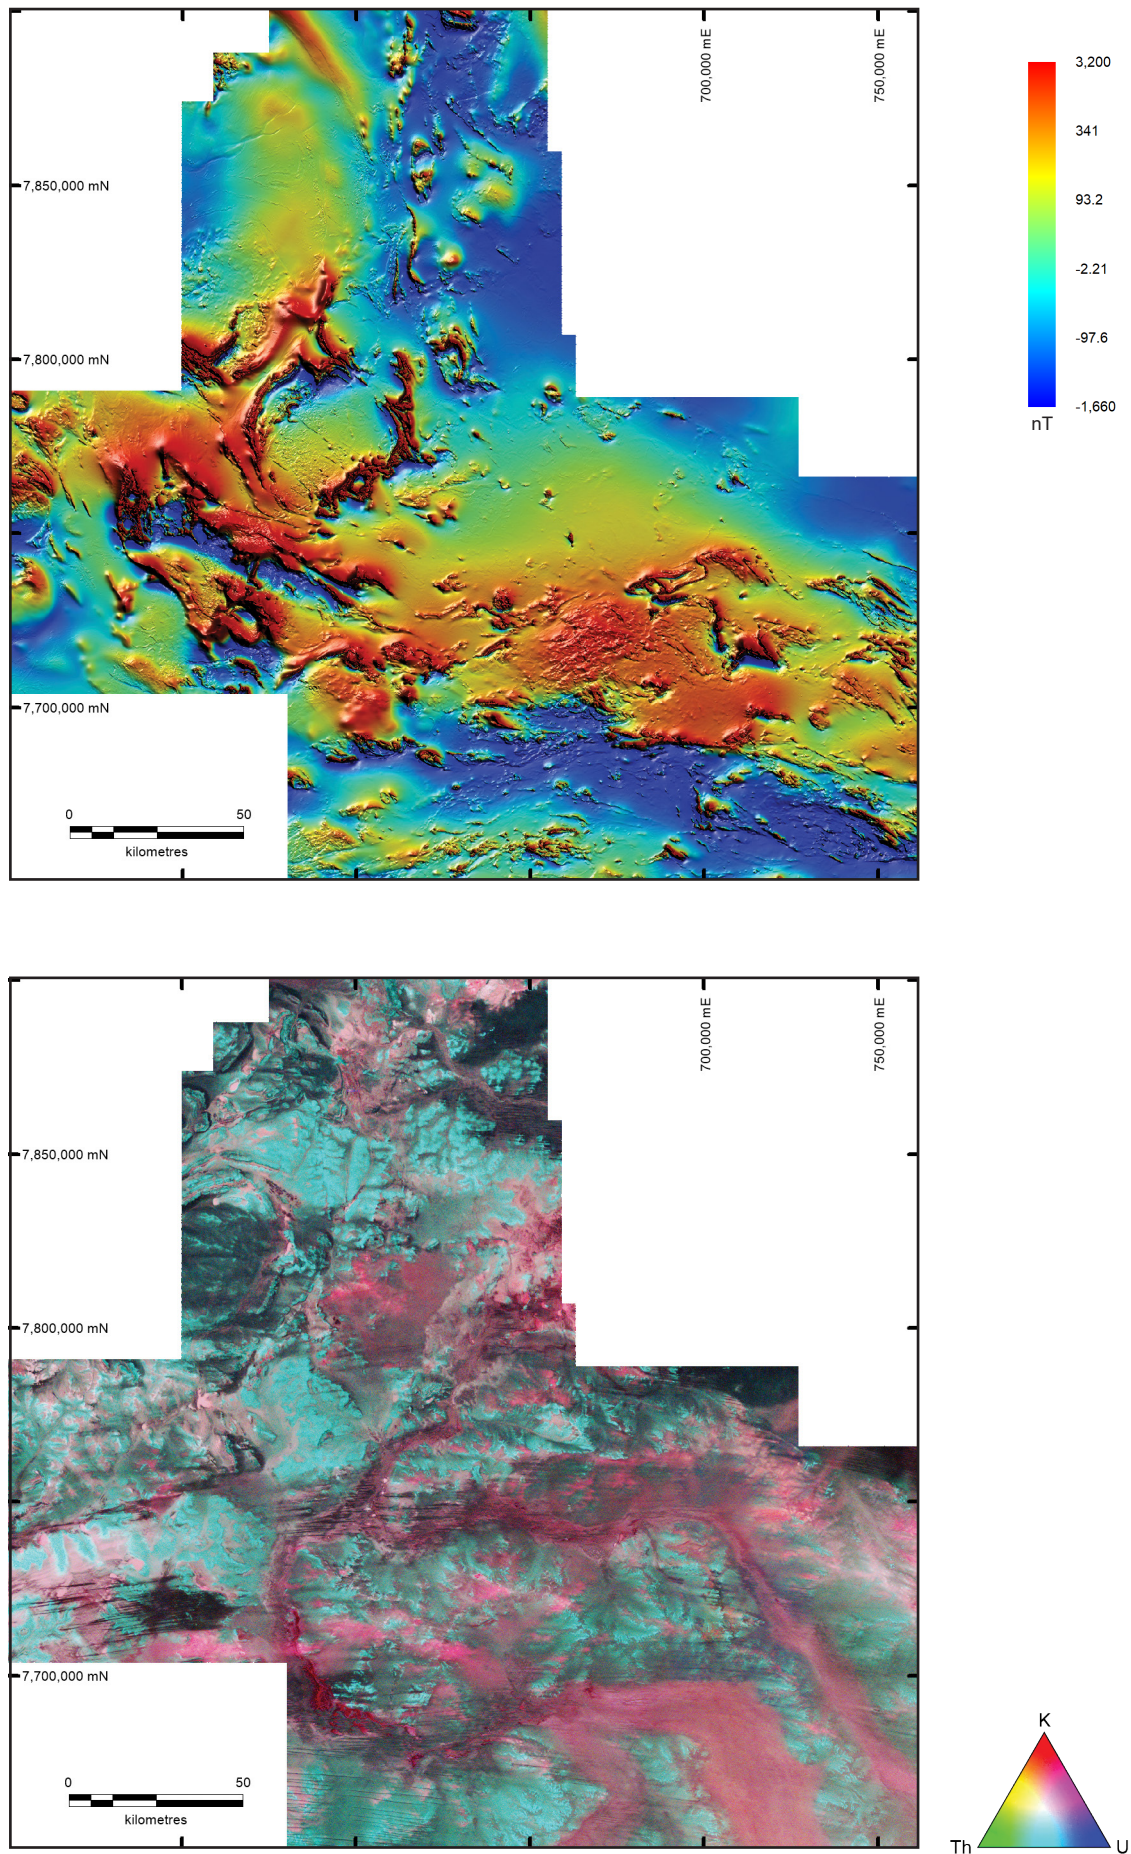 700,000 mE
750,000 mE
3,200
341
93.2
-2.21
-97.6
-1,660
nT
7,850,000 mN
7,800,000 mN
7,700,000 mN
0 50
kilometres
700,000 mE
750,000 mE
7,850,000 mN
7,800,000 mN
7,700,000 mN
0 50
kilometres
K
Th U